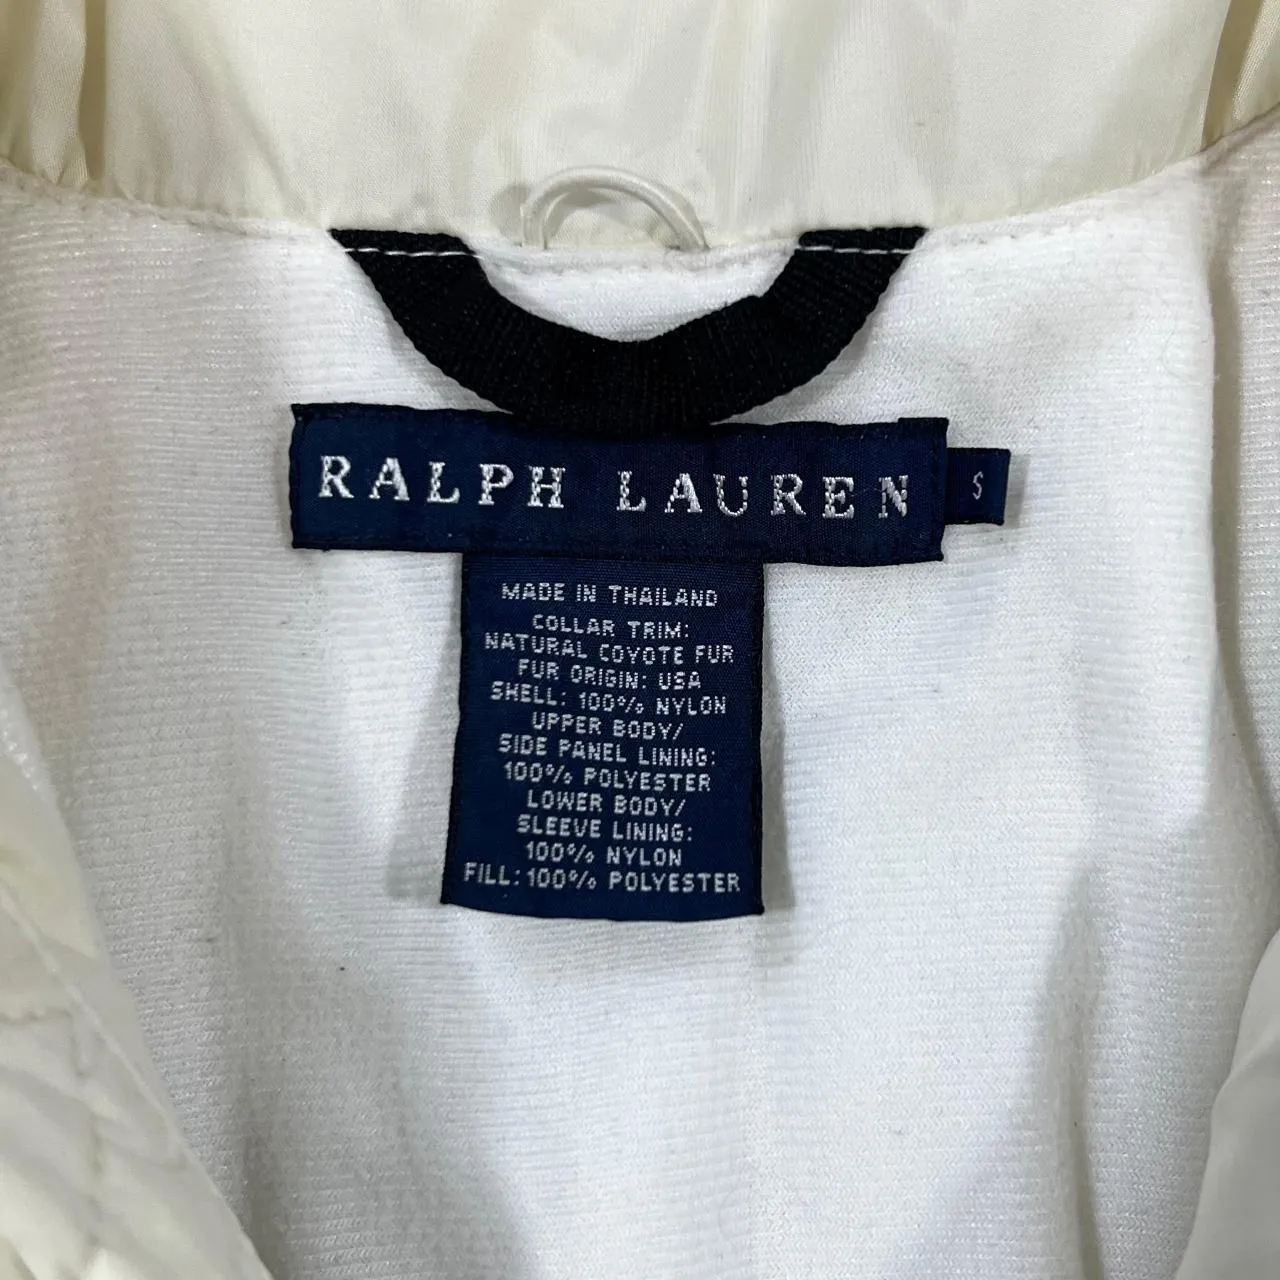 RALPH LAUREN
S
MADE IN THAILAND
COLLAR TRIM:
NATURAL COYOTE FUR
FUR ORIGIN: USA
SHELL: 100% NYLON
UPPER BODY/
SIDE PANEL LINING:
100% POLYESTER
LOWER BODY/
SLEEVE LINING:
100% NYLON
FILL: 100% POLYESTER